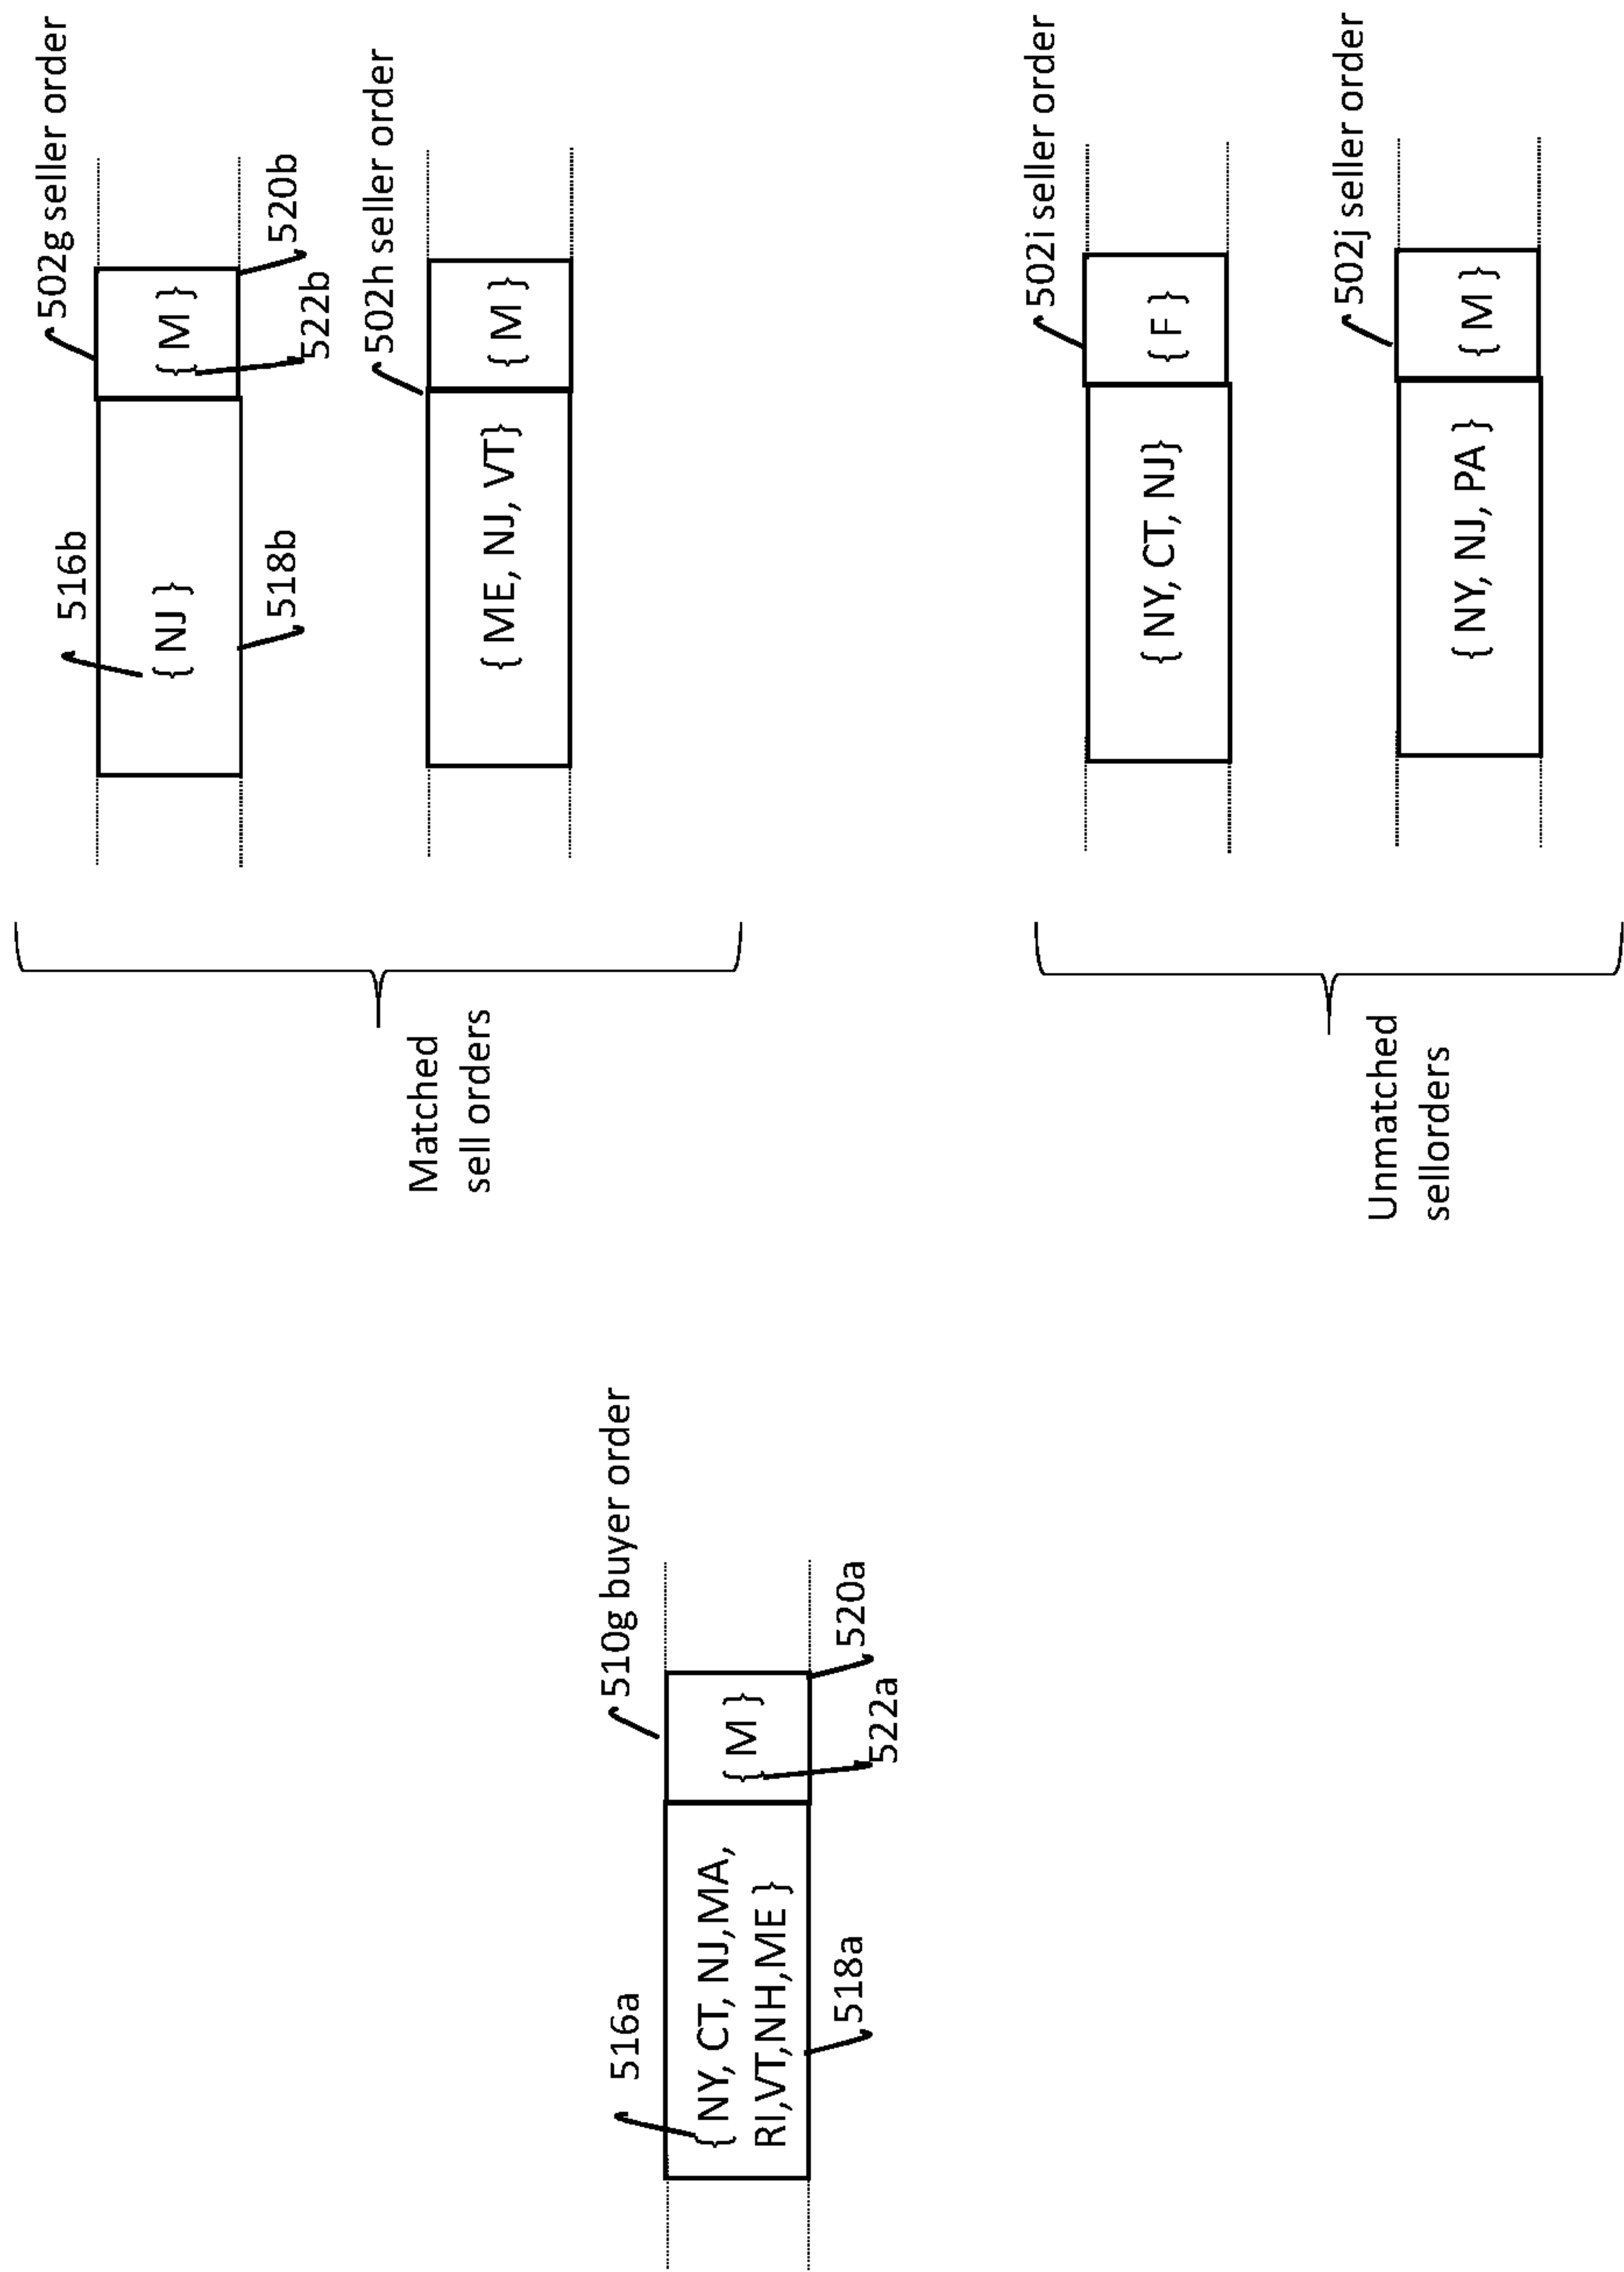 502g seller order
516b
{ NJ }
{ M }
518b
522b
520b
502h seller order
{ ME, NJ, VT}
{ M }
Matched
sell orders
510g buyer order
516a
{ NY, CT, NJ,MA,
RI,VT,NH,ME }
{ M }
518a
522a
520a
502i seller order
{ NY, CT, NJ}
{ F }
502j seller order
{ NY, NJ, PA }
{ M }
Unmatched
sellorders